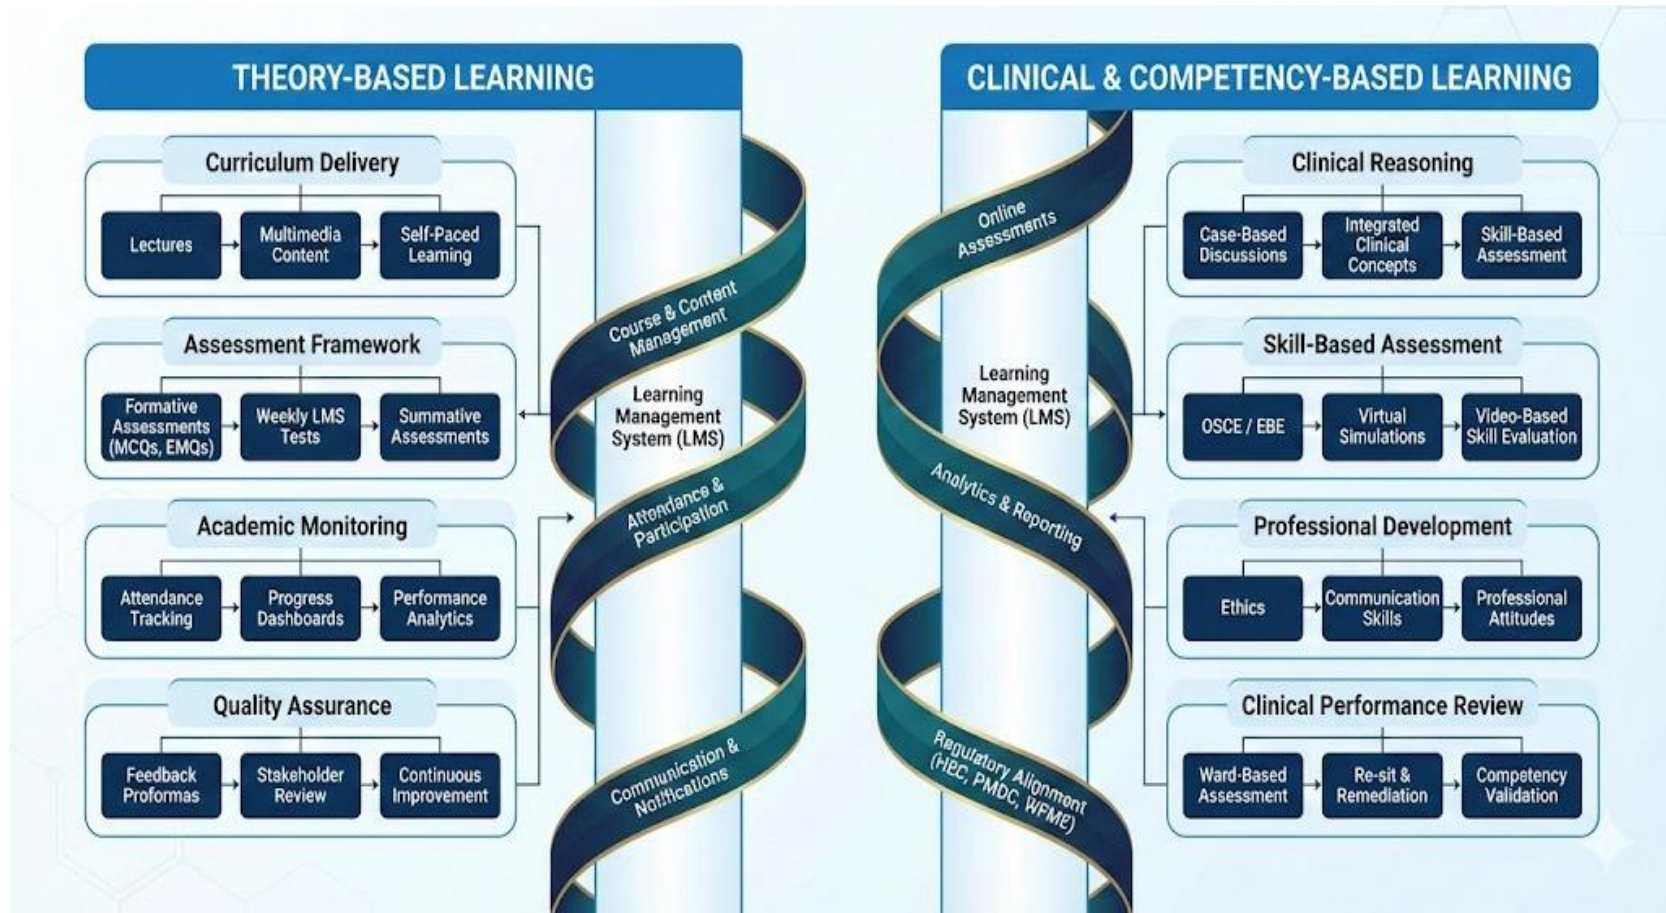 THEORY-BASED LEARNING
Curriculum Delivery
Lectures
Multimedia
Content
Self-Paced
Learning
Assessment Framework
Formative
Assessments
(MCQs, EMQs)
Weekly LMS
Tests
Summative
Assessments
Academic Monitoring
Attendance
Tracking
Progress
Dashboards
Performance
Analytics
Quality Assurance
Feedback
Proformas
Stakeholder
Review
Continuous
Improvement
Course & Content
Management
Learning
Management
System (LMS)
Attendance &
Participation
Communication &
Notifications
CLINICAL & COMPETENCY-BASED LEARNING
Online
Assessments
Learning
Management
System (LMS)
Analytics & Reporting
Regulatory Alignment
(HEC, PMDC, WFME)
Clinical Reasoning
Case-Based
Discussions
Integrated
Clinical
Concepts
Skill-Based
Assessment
Skill-Based Assessment
OSCE / EBE
Virtual
Simulations
Video-Based
Skill Evaluation
Professional Development
Ethics
Communication
Skills
Professional
Attitudes
Clinical Performance Review
Ward-Based
Assessment
Re-sit &
Remediation
Competency
Validation